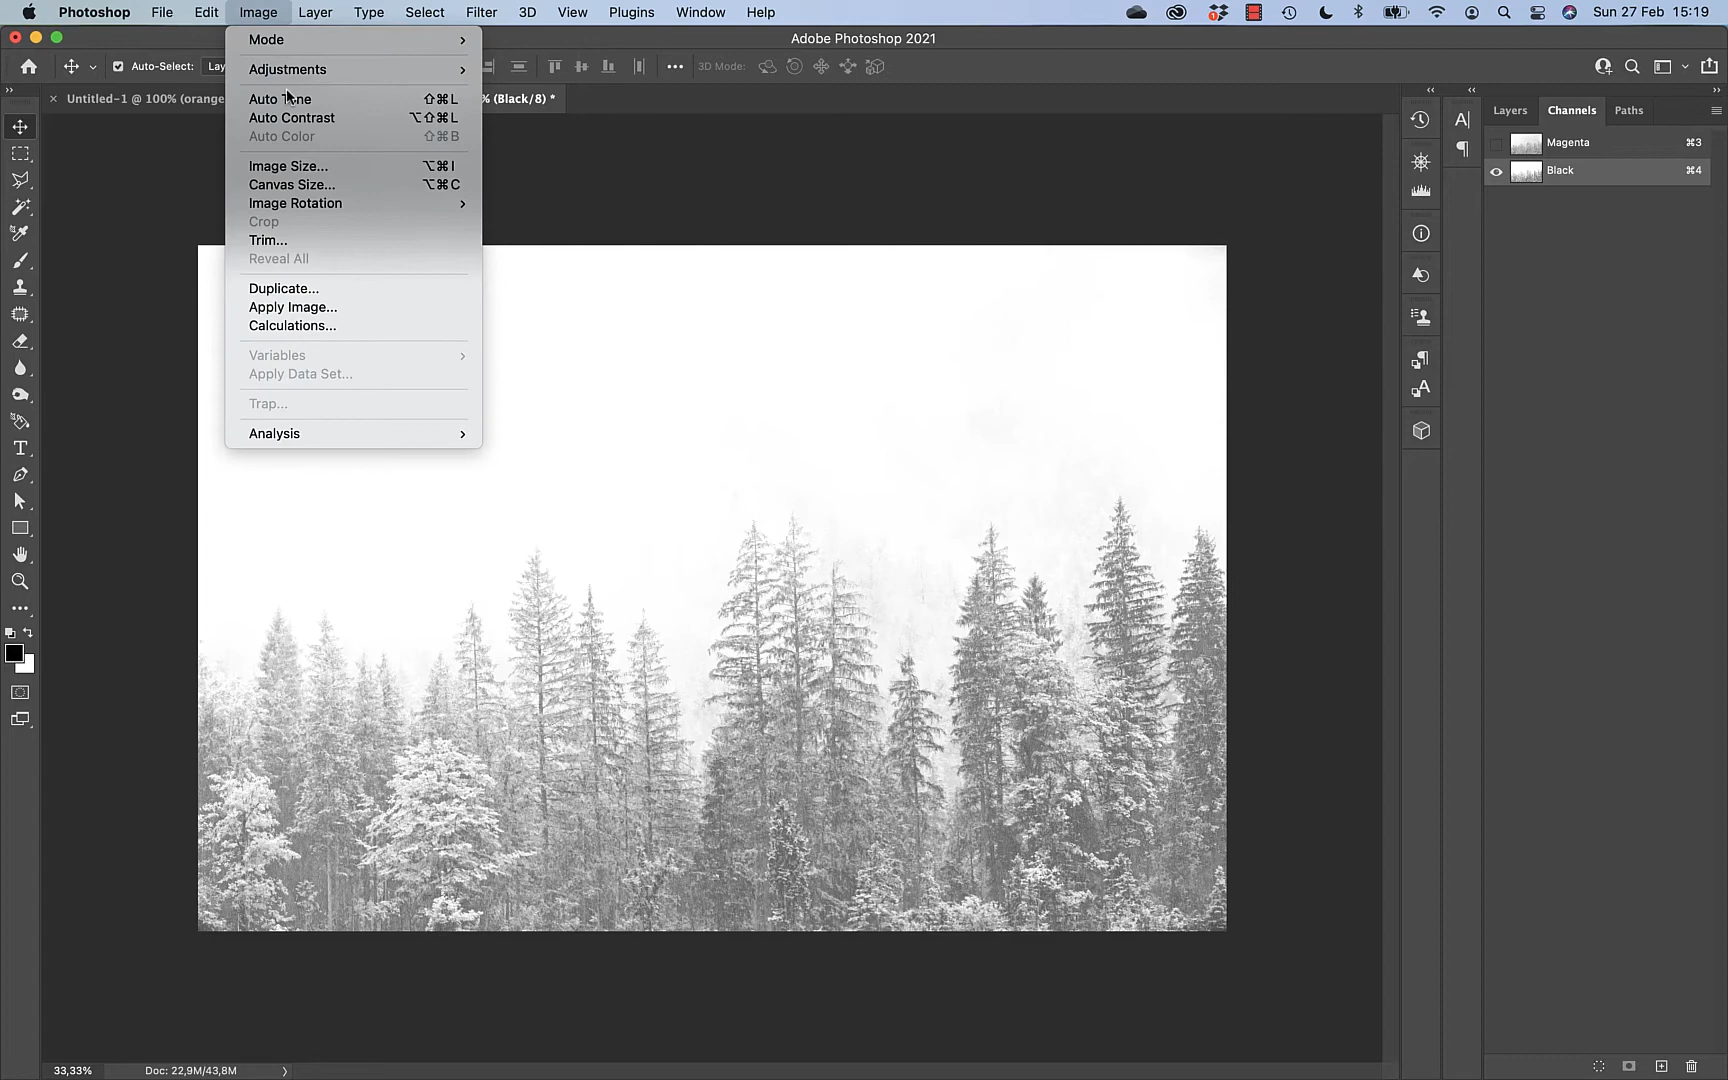 Photoshop File Edit Image Layer Type Select Filter 3D View Plugins Window Help Sun 27 Feb 15:19
Adobe Photoshop 2021
Auto-Select: Lay 3D Mode:
Untitled-1 @ 100% (orange % (Black/8) *
Mode
Adjustments
Auto Tone ⇧⌘L
Auto Contrast ⌥⇧⌘L
Auto Color ⇧⌘B
Image Size... ⌥⌘I
Canvas Size... ⌥⌘C
Image Rotation
Crop
Trim...
Reveal All
Duplicate...
Apply Image...
Calculations...
Variables
Apply Data Set...
Trap...
Analysis
Layers Channels Paths
Magenta ⌘3
Black ⌘4
33,33% Doc: 22,9M/43,8M